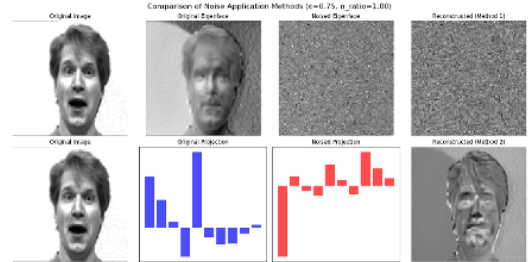 Comparison of Noise Application Methods (ε=0.75, n_ratio=1.00)
Original Image
Original Eigenface
Noised Eigenface
Reconstructed (Method 1)
Original Image
Original Projection
Noised Projection
Reconstructed (Method 2)